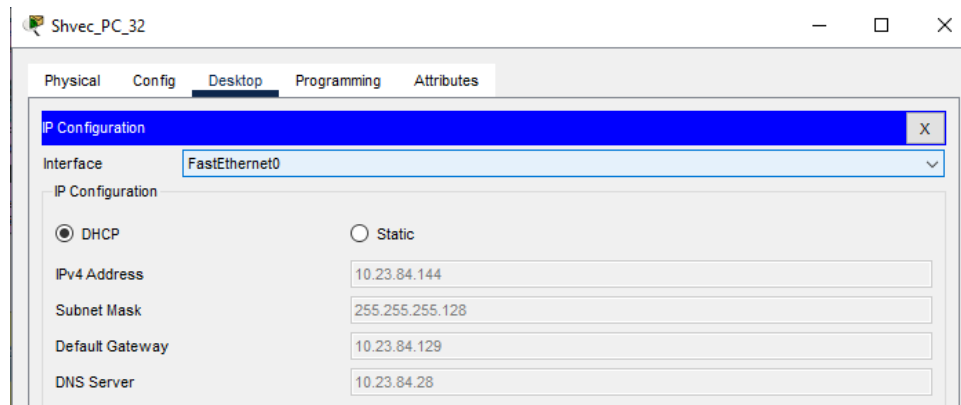 Shvec_PC_32
Physical Config Desktop Programming Attributes
IP Configuration X
Interface FastEthernet0
IP Configuration
DHCP Static
IPv4 Address 10.23.84.144
Subnet Mask 255.255.255.128
Default Gateway 10.23.84.129
DNS Server 10.23.84.28